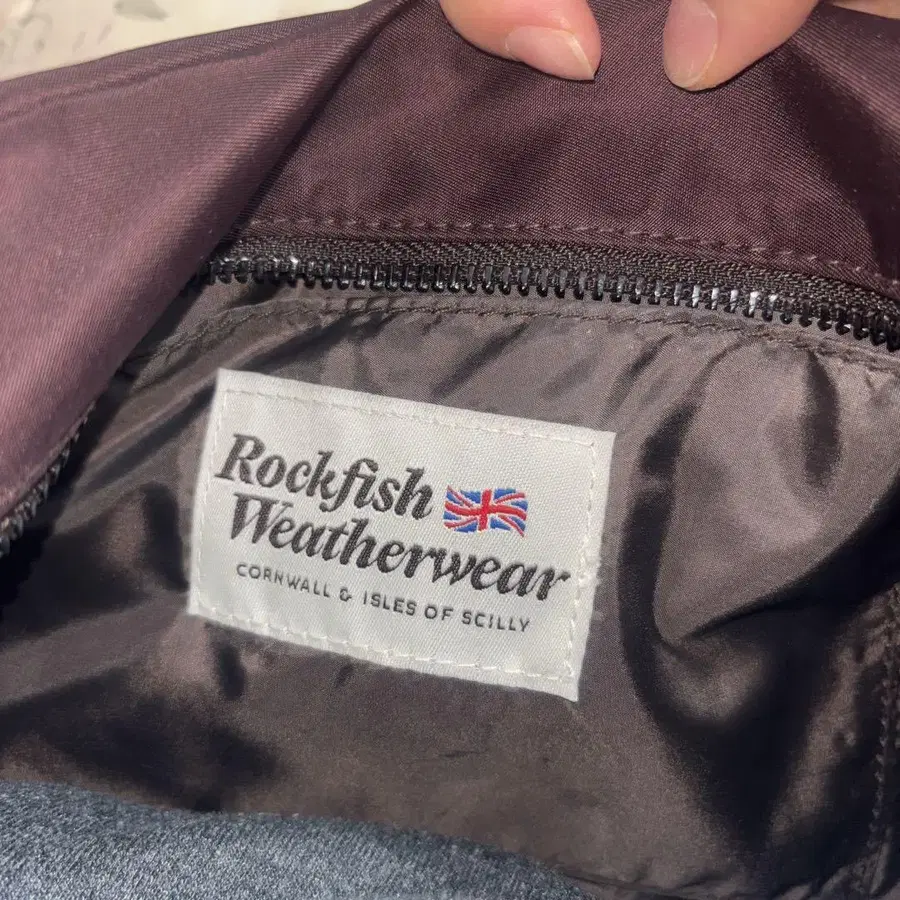 Rockfish
Weatherwear
CORNWALL & ISLES OF SCILLY